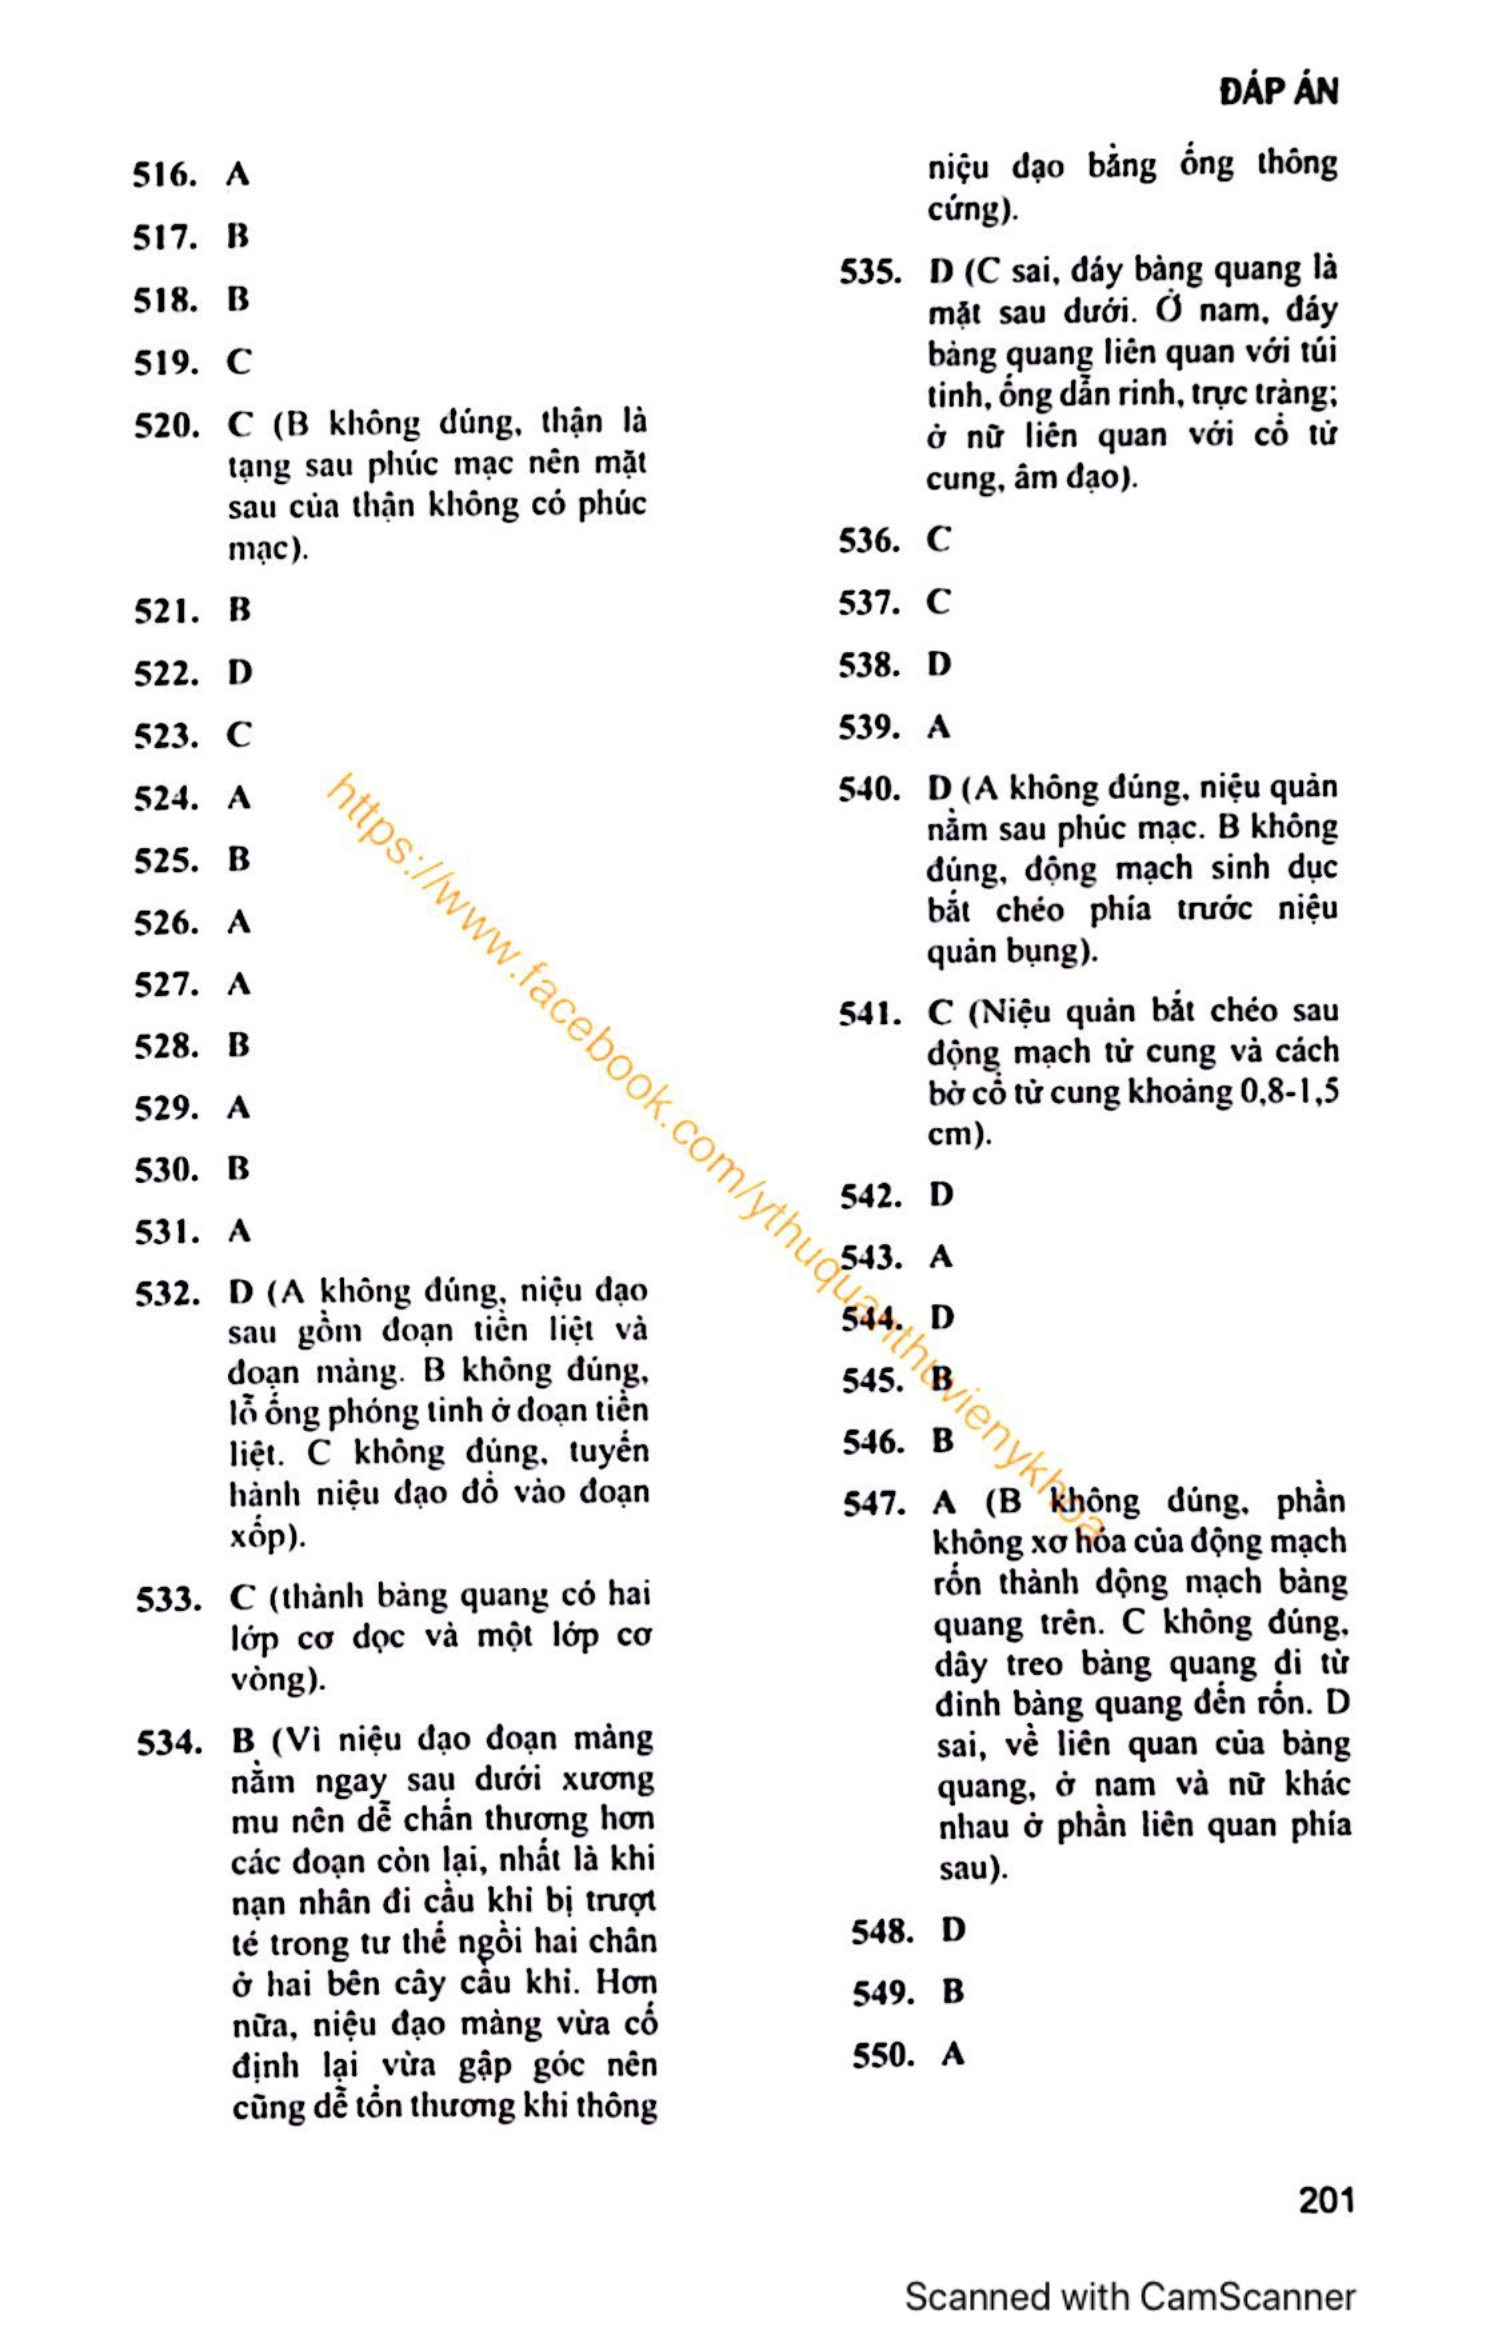 ĐÁP ÁN
516. A
517. B
518. B
519. C
520. C (B không đúng, thận là
tạng sau phúc mạc nên mặt
sau của thận không có phúc
mạc).
521. B
522. D
523. C
524. A
525. B
526. A
527. A
528. B
529. A
530. B
531. A
532. D (A không đúng, niệu đạo
sau gồm đoạn tiền liệt và
đoạn màng. B không đúng,
lỗ ống phóng tinh ở đoạn tiền
liệt. C không đúng, tuyến
hành niệu đạo đổ vào đoạn
xốp).
533. C (thành bàng quang có hai
lớp cơ dọc và một lớp cơ
vòng).
534. B (Vì niệu đạo đoạn màng
nằm ngay sau dưới xương
mu nên dễ chấn thương hơn
các đoạn còn lại, nhất là khi
nạn nhân đi cầu khi bị trượt
té trong tư thế ngồi hai chân
ở hai bên cây cầu khi. Hơn
nữa, niệu đạo màng vừa cố
định lại vừa gập góc nên
cũng dễ tổn thương khi thông
niệu đạo bằng ống thông
cứng).
535. D (C sai, đáy bàng quang là
mặt sau dưới. Ở nam, đáy
bàng quang liên quan với túi
tinh, ống dẫn rinh, trực tràng;
ở nữ liên quan với cổ tử
cung, âm đạo).
536. C
537. C
538. D
539. A
540. D (A không đúng, niệu quản
nằm sau phúc mạc. B không
đúng, động mạch sinh dục
bắt chéo phía trước niệu
quản bụng).
541. C (Niệu quản bắt chéo sau
động mạch tử cung và cách
bờ cổ tử cung khoảng 0,8-1,5
cm).
542. D
543. A
544. D
545. B
546. B
547. A (B không đúng, phần
không xơ hóa của động mạch
rốn thành động mạch bàng
quang trên. C không đúng,
dây treo bàng quang đi từ
đỉnh bàng quang đến rốn. D
sai, về liên quan của bàng
quang, ở nam và nữ khác
nhau ở phần liên quan phía
sau).
548. D
549. B
550. A
https://www.facebook.com/ythuquanthuvienykhoa
201
Scanned with CamScanner